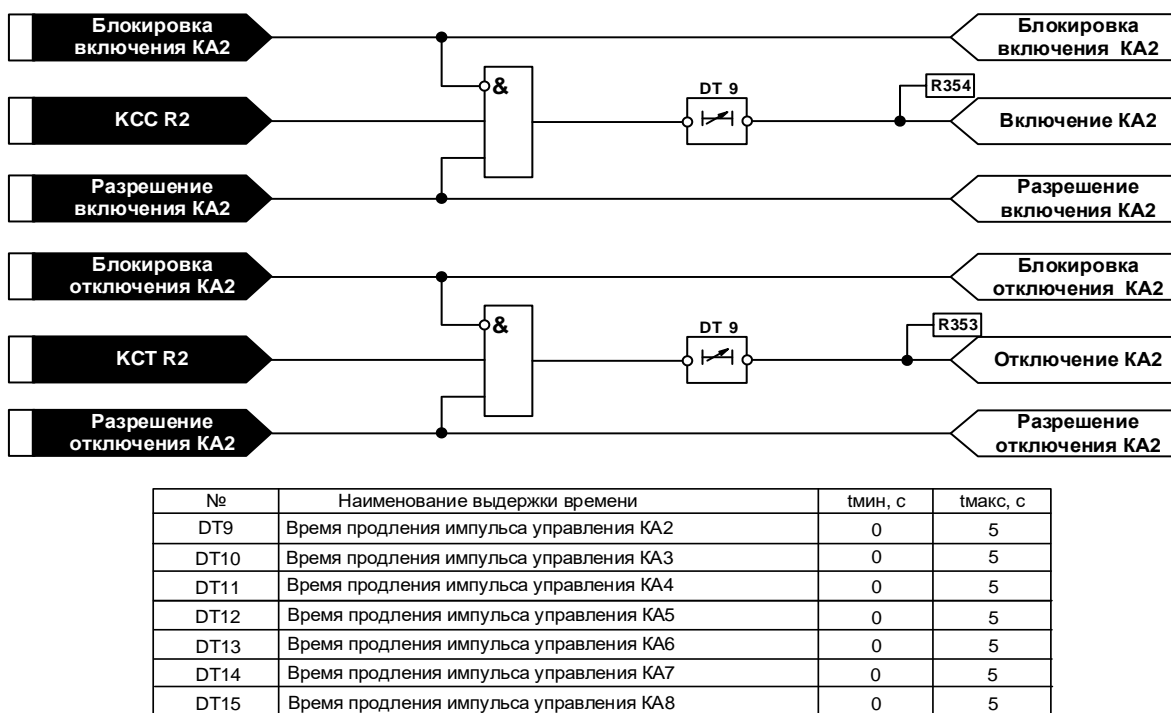 Блокировка
включения КА2
Блокировка
включения КА2
&
DT 9
R354
КСС R2
Включение КА2
Разрешение
включения КА2
Разрешение
включения КА2
Блокировка
отключения КА2
Блокировка
отключения КА2
&
DT 9
R353
КСТ R2
Отключение КА2
Разрешение
отключения КА2
Разрешение
отключения КА2
№ Наименование выдержки времени tмин, с tмакс, с
DT9 Время продления импульса управления КА2 0 5
DT10 Время продления импульса управления КА3 0 5
DT11 Время продления импульса управления КА4 0 5
DT12 Время продления импульса управления КА5 0 5
DT13 Время продления импульса управления КА6 0 5
DT14 Время продления импульса управления КА7 0 5
DT15 Время продления импульса управления КА8 0 5